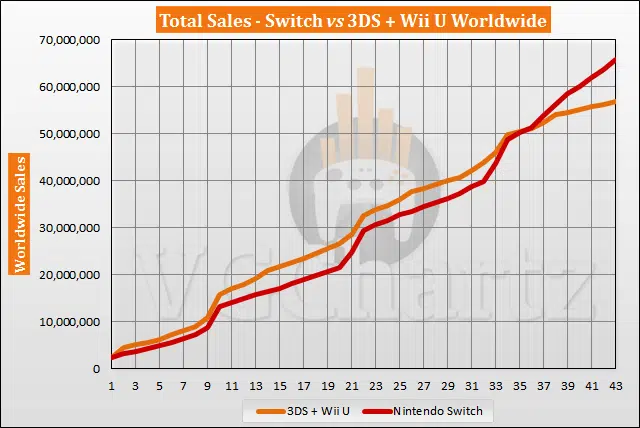 Total Sales - Switch vs 3DS + Wii U Worldwide
70,000,000
60,000,000
50,000,000
40,000,000
30,000,000
20,000,000
10,000,000
0
Worldwide Sales
VGChartz
1 3 5 7 9 11 13 15 17 19 21 23 25 27 29 31 33 35 37 39 41 43
3DS + Wii U Nintendo Switch